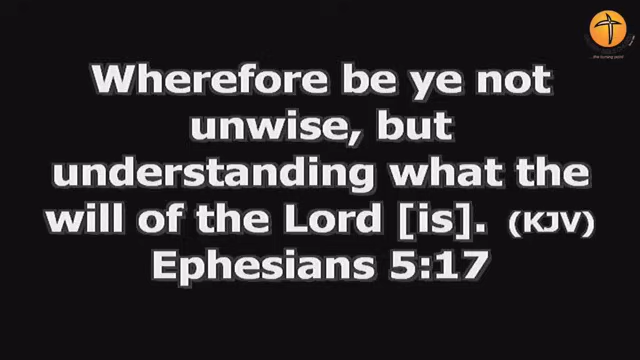 Wherefore be ye not
unwise, but
understanding what the
will of the Lord [is]. (KJV)
Ephesians 5:17